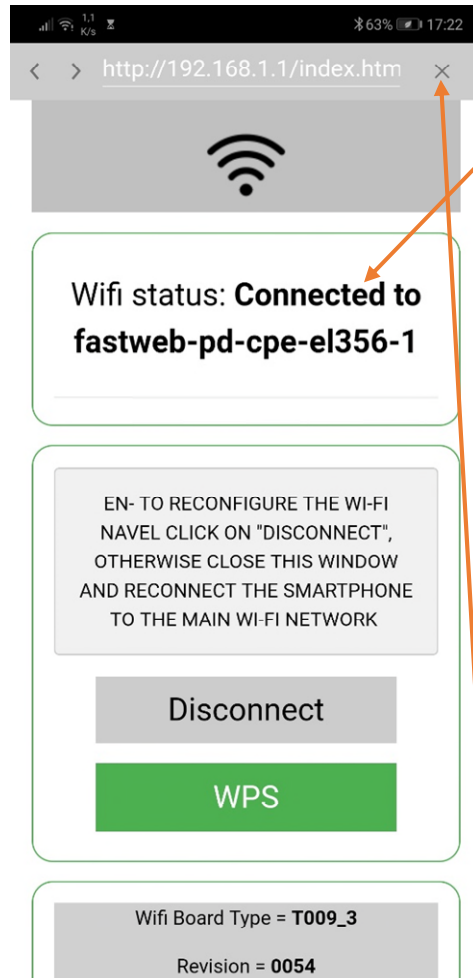 1,1
K/s
63% 17:22
http://192.168.1.1/index.htm
Wifi status: Connected to
fastweb-pd-cpe-el356-1
EN- TO RECONFIGURE THE WI-FI
NAVEL CLICK ON "DISCONNECT",
OTHERWISE CLOSE THIS WINDOW
AND RECONNECT THE SMARTPHONE
TO THE MAIN WI-FI NETWORK
Disconnect
WPS
Wifi Board Type = T009_3
Revision = 0054